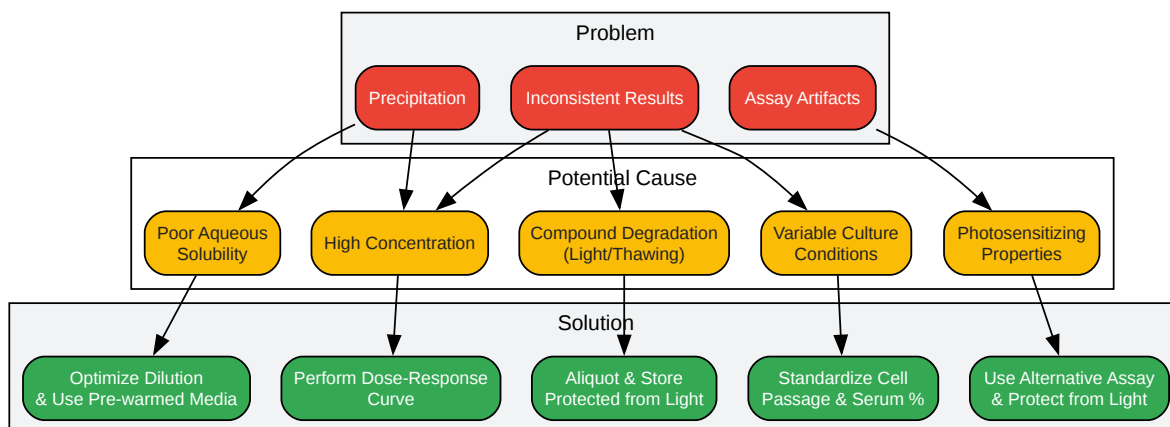 Problem
Precipitation
Inconsistent Results
Assay Artifacts
Potential Cause
Poor Aqueous
Solubility
High Concentration
Compound Degradation
(Light/Thawing)
Variable Culture
Conditions
Photosensitizing
Properties
Solution
Optimize Dilution
& Use Pre-warmed Media
Perform Dose-Response
Curve
Aliquot & Store
Protected from Light
Standardize Cell
Passage & Serum %
Use Alternative Assay
& Protect from Light